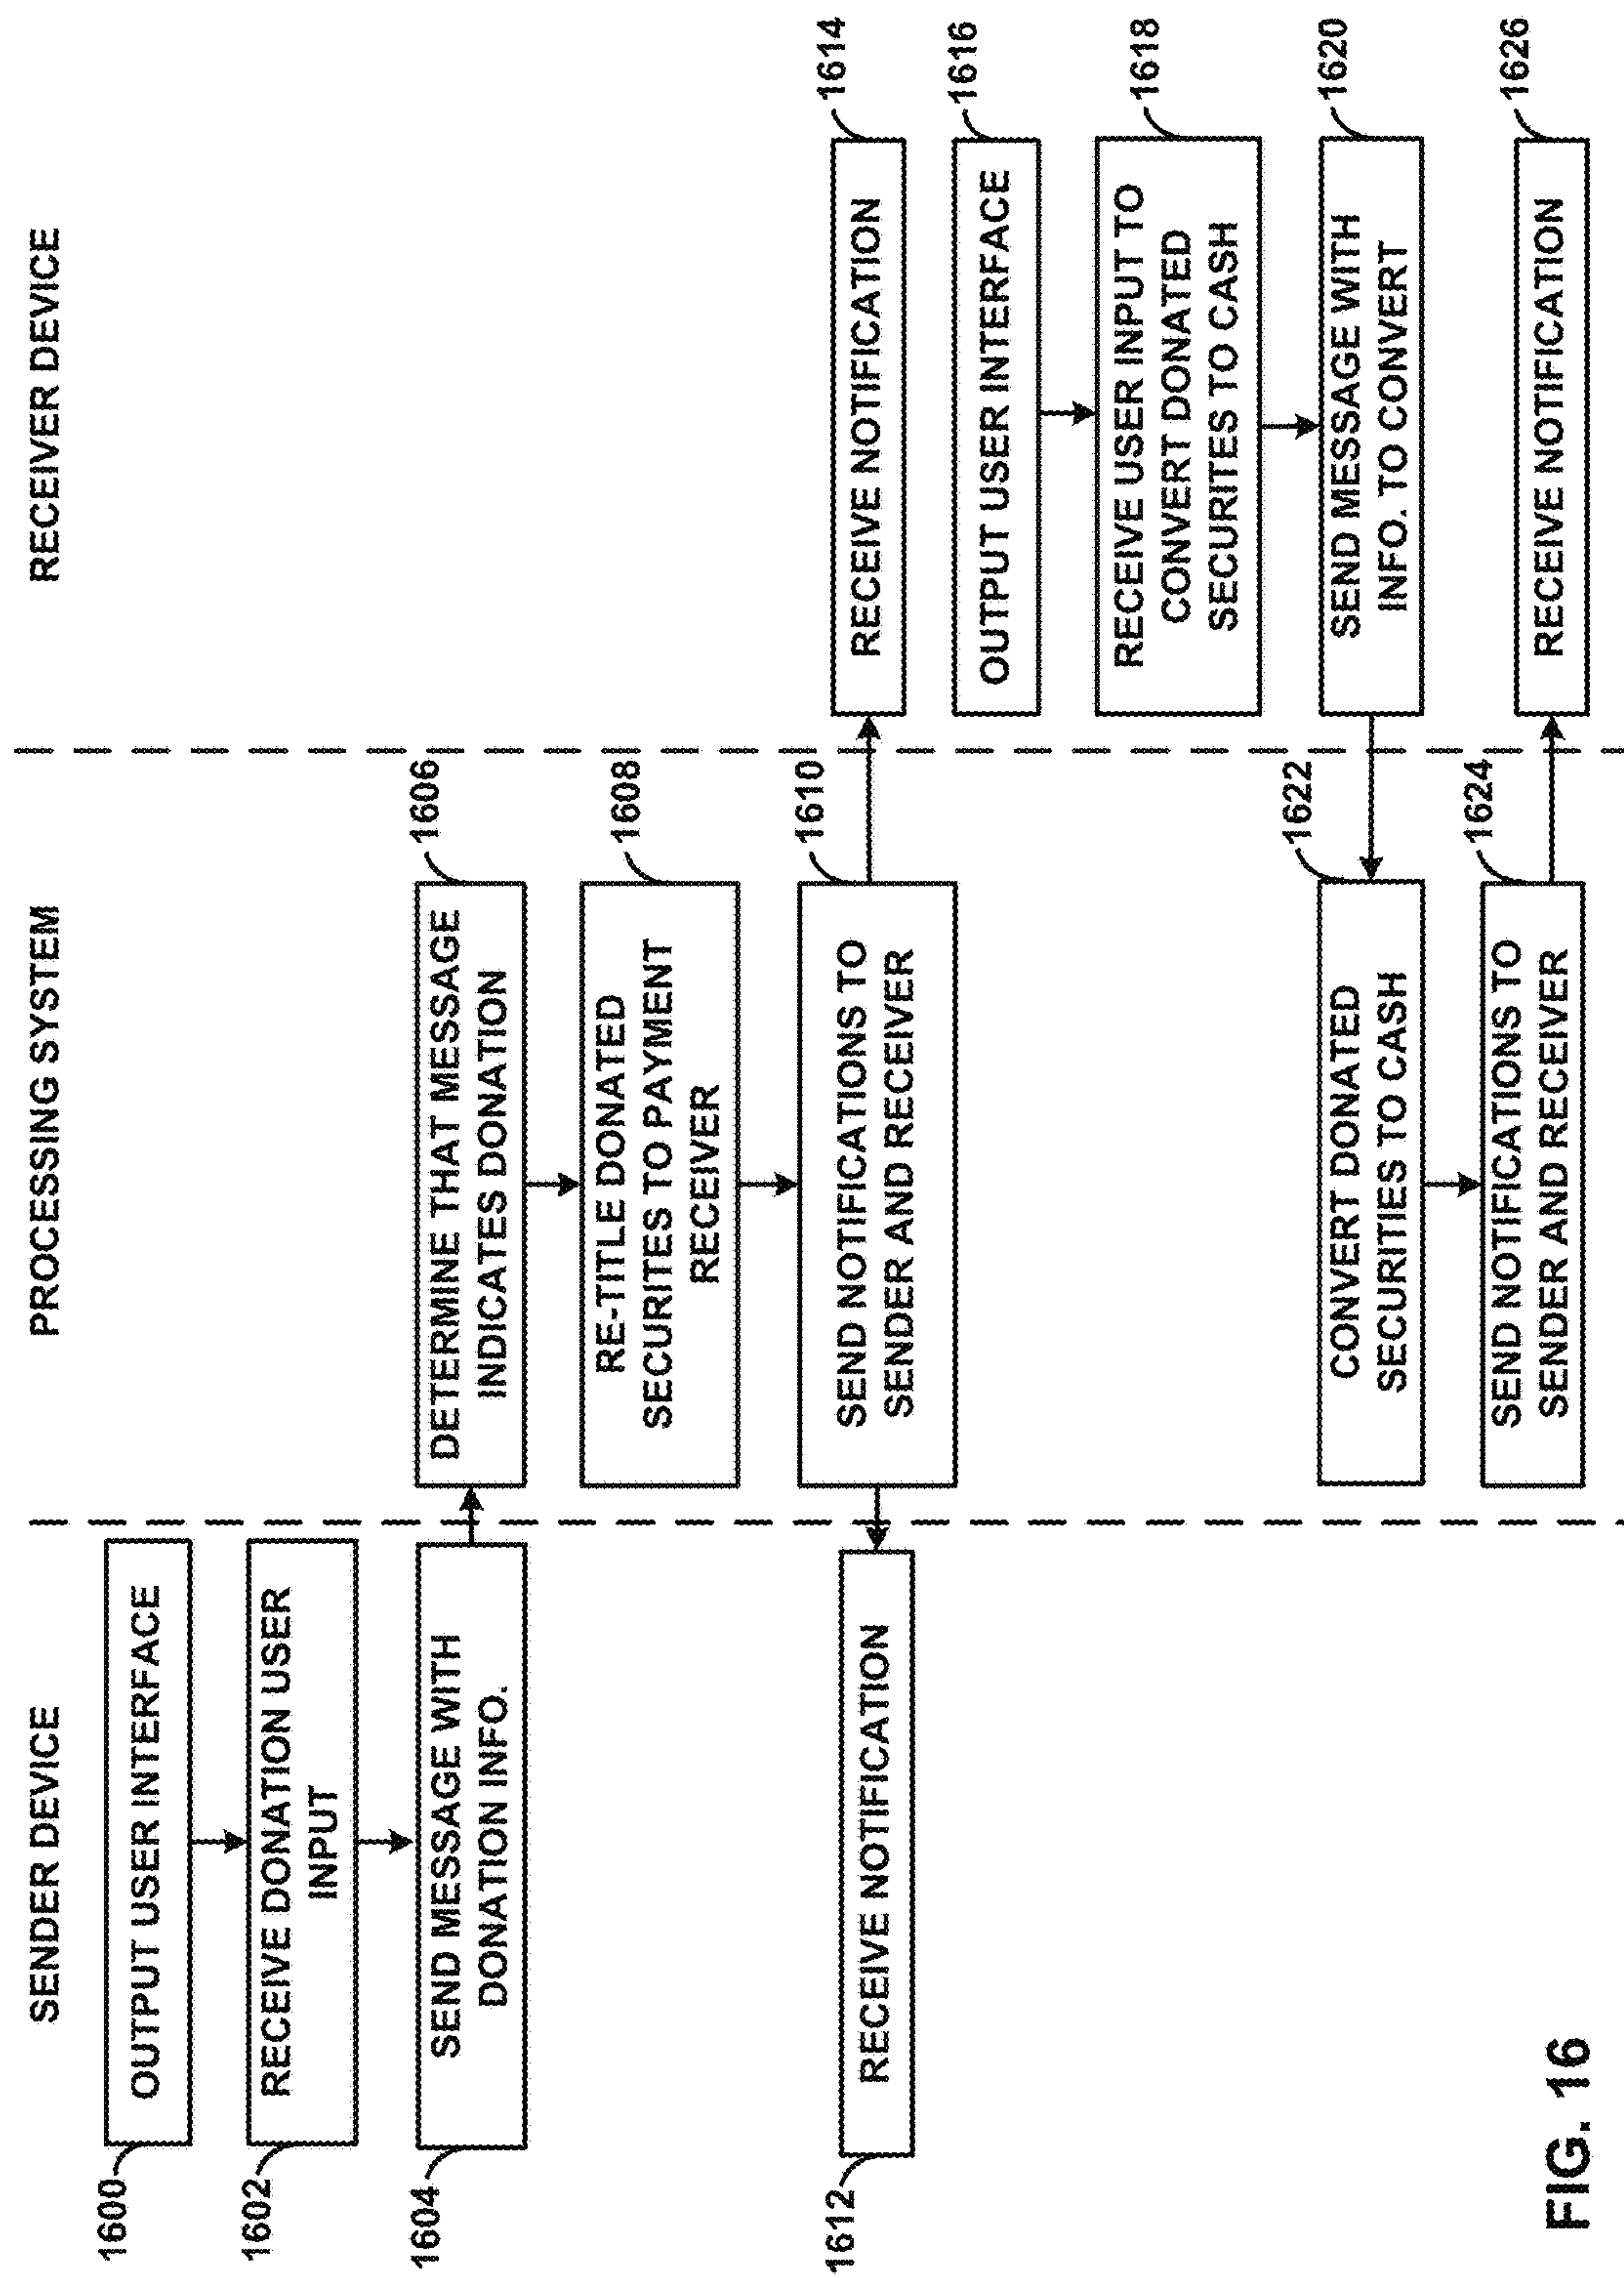 SENDER DEVICE
PROCESSING SYSTEM
RECEIVER DEVICE
1600
OUTPUT USER INTERFACE
1602
RECEIVE DONATION USER
INPUT
1604
SEND MESSAGE WITH
DONATION INFO.
1606
DETERMINE THAT MESSAGE
INDICATES DONATION
1608
RE-TITLE DONATED
SECURITES TO PAYMENT
RECEIVER
1610
SEND NOTIFICATIONS TO
SENDER AND RECEIVER
1612
RECEIVE NOTIFICATION
1614
RECEIVE NOTIFICATION
1616
OUTPUT USER INTERFACE
1618
RECEIVE USER INPUT TO
CONVERT DONATED
SECURITES TO CASH
1620
SEND MESSAGE WITH
INFO. TO CONVERT
1622
CONVERT DONATED
SECURITIES TO CASH
1624
SEND NOTIFICATIONS TO
SENDER AND RECEIVER
1626
RECEIVE NOTIFICATION
FIG. 16